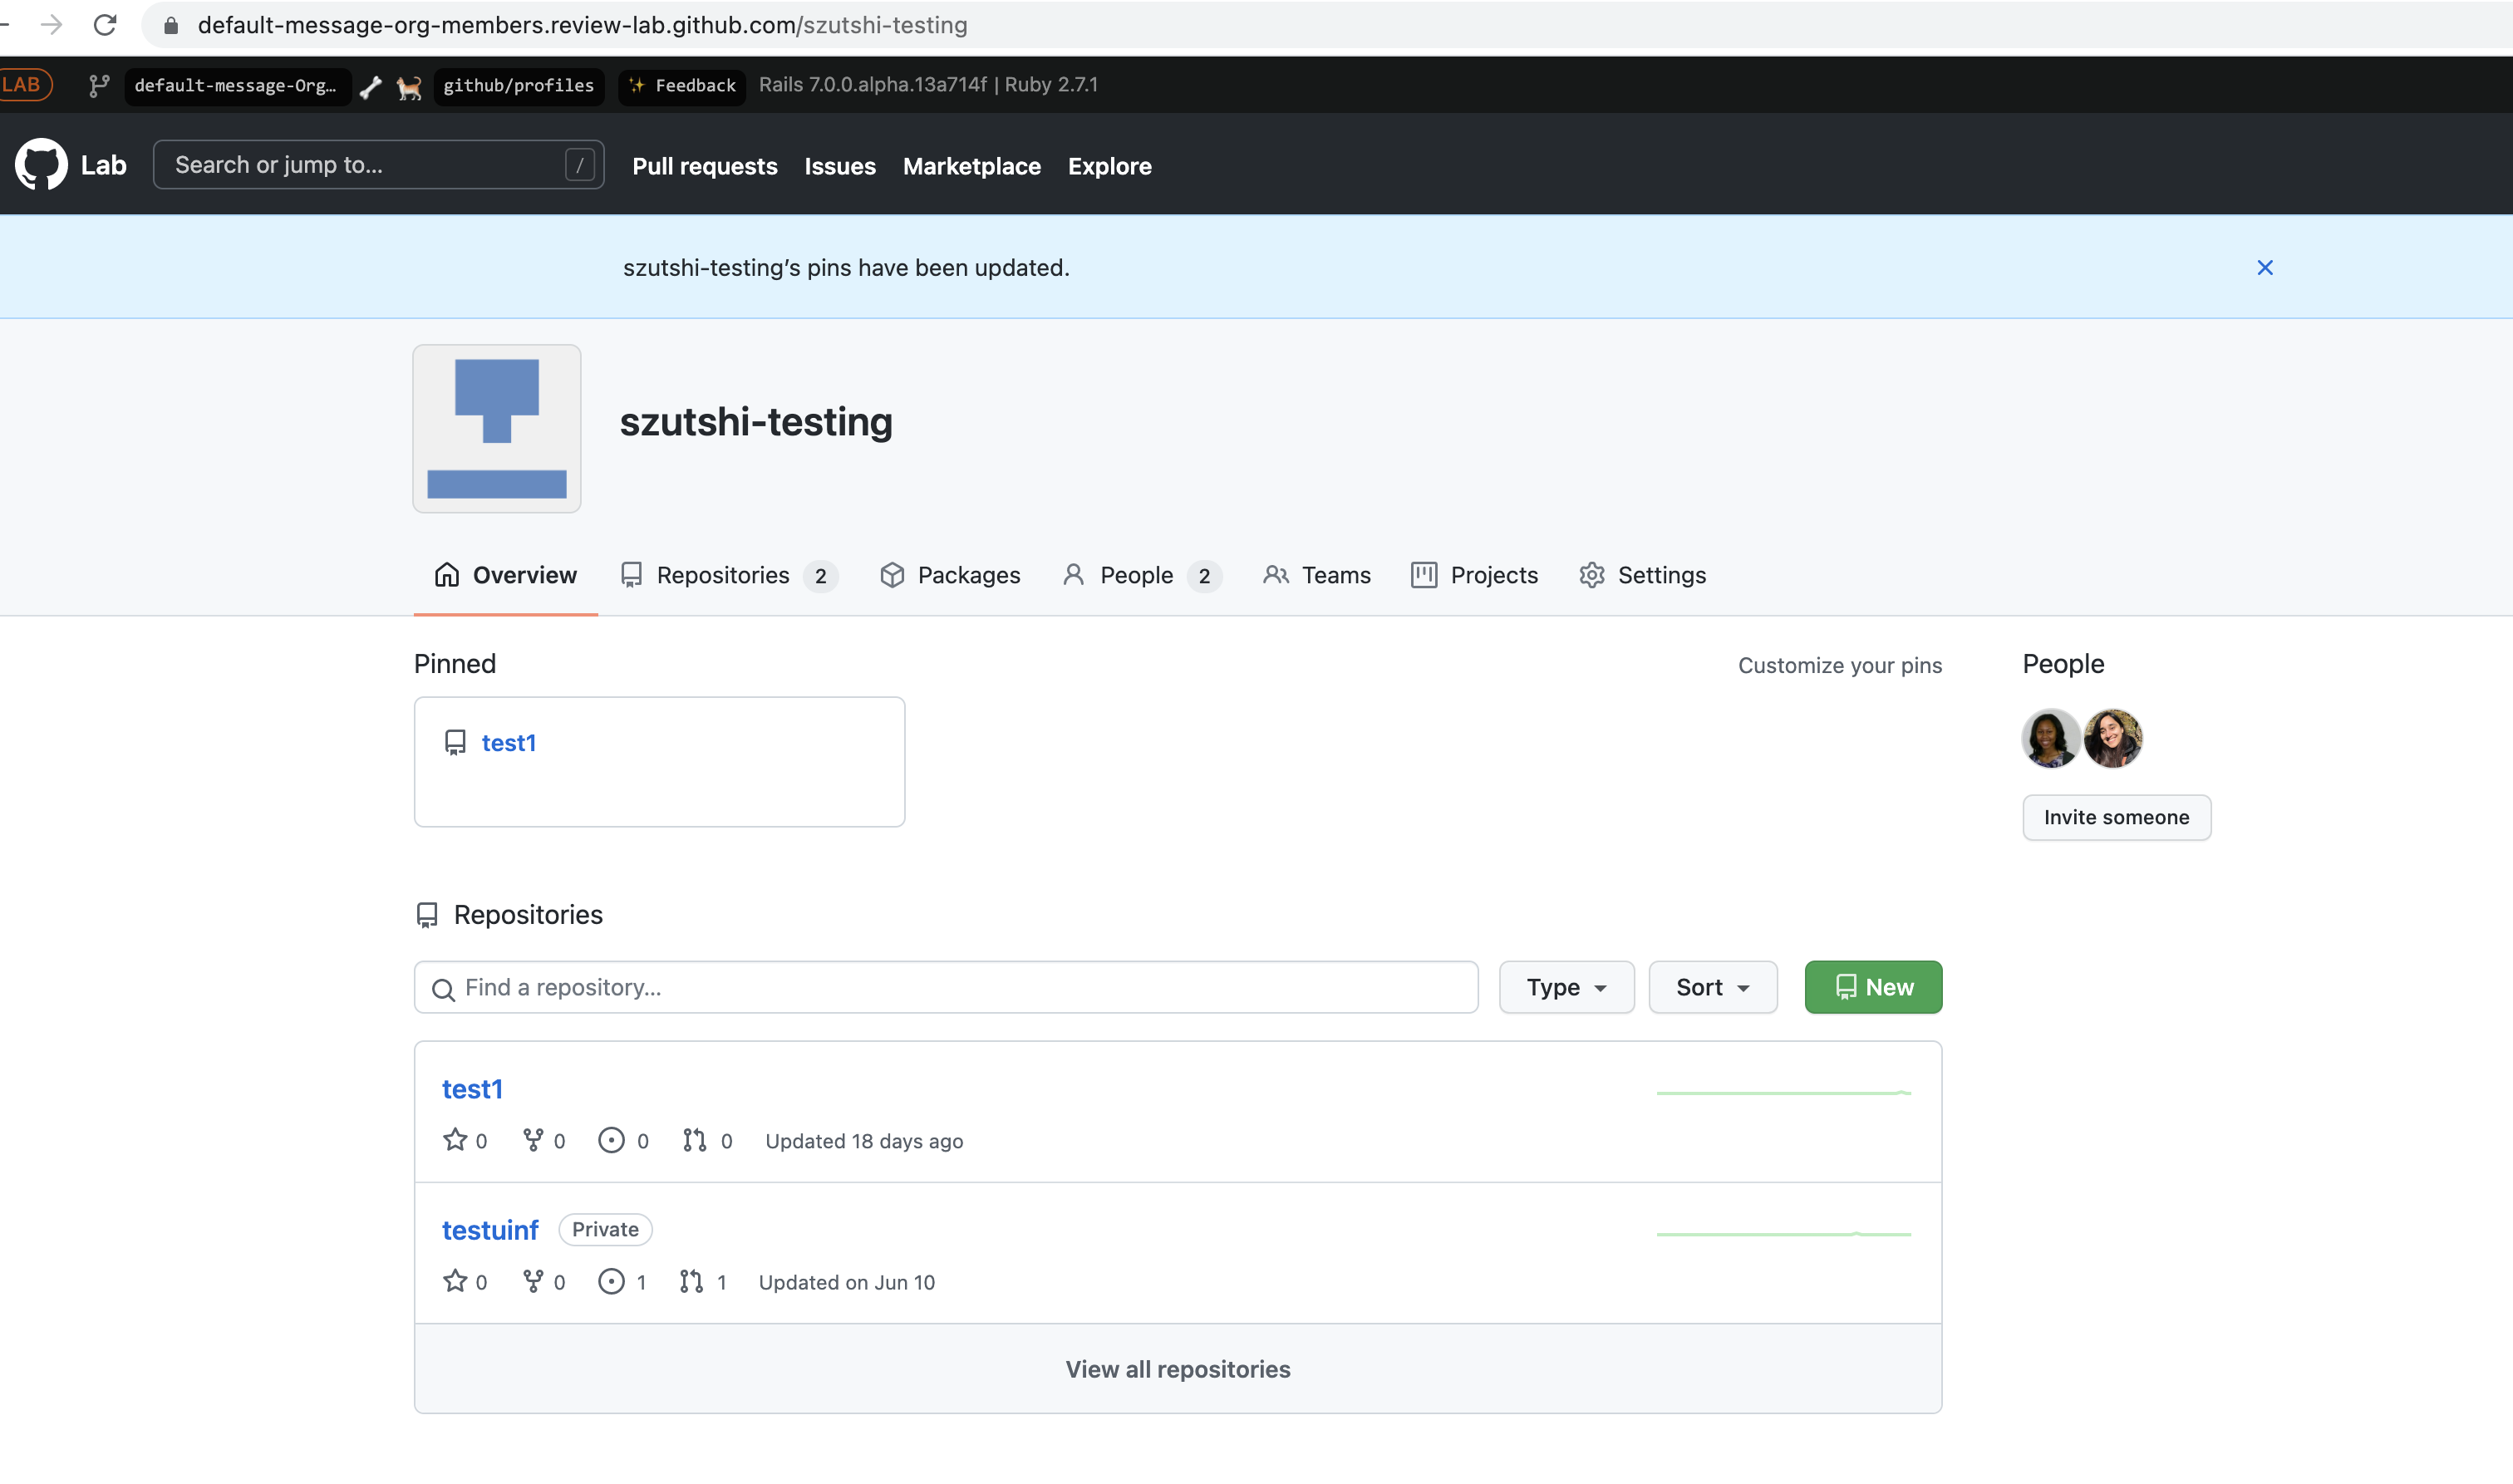 default-message-org-members.review-lab.github.com/szutshi-testing
LAB default-message-Org… github/profiles Feedback Rails 7.0.0.alpha.13a714f | Ruby 2.7.1
Lab Search or jump to... / Pull requests Issues Marketplace Explore
szutshi-testing’s pins have been updated.
szutshi-testing
Overview Repositories 2 Packages People 2 Teams Projects Settings
Pinned Customize your pins People
test1
Invite someone
Repositories
Find a repository… Type Sort New
test1
0 0 0 0 Updated 18 days ago
testuinf Private
0 0 1 1 Updated on Jun 10
View all repositories